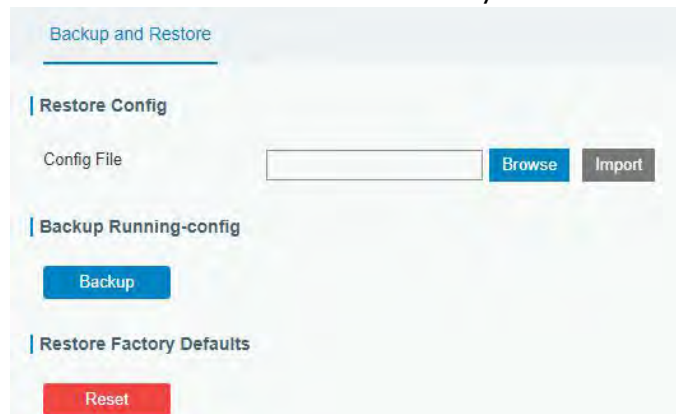 Backup and Restore
Restore Config
Config File Browse Import
Backup Running-config
Backup
Restore Factory Defaults
Reset